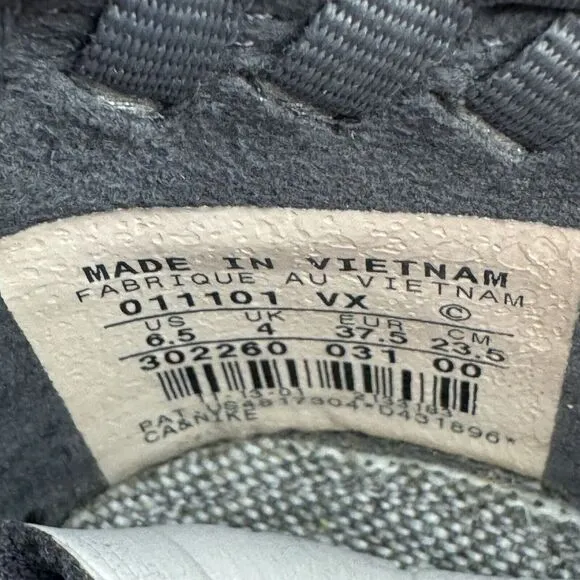 MADE IN VIETNAM
FABRIQUE AU VIETNAM
011101 VX ©
US UK EUR CM
6.5 4 37.5 23.5
302260 031 00
CA#NIKE